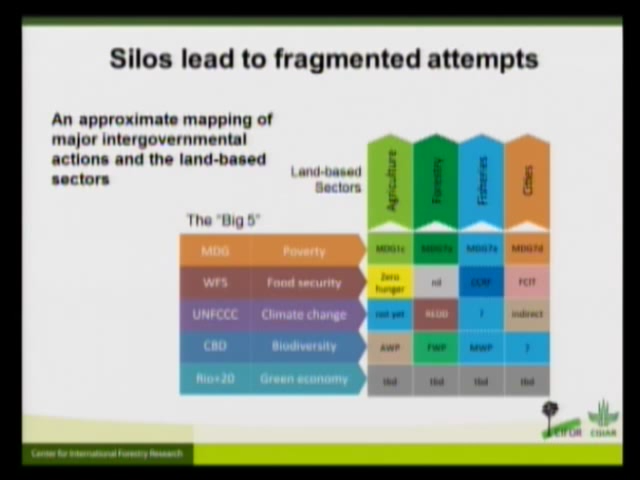 Silos lead to fragmented attempts
An approximate mapping of
major intergovernmental
actions and the land-based
sectors
Land-based
Sectors
Agriculture
Forestry
Fisheries
Cities
The "Big 5"
MDG Poverty MDG1c MDG7a MDG7a MDG7d
WFS Food security Zero hunger nd CCRF FCIT
UNFCCC Climate change not yet REDD ? indirect
CBD Biodiversity AWP FWP MWP ?
Rio+20 Green economy tbd tbd tbd tbd
Center for International Forestry Research
CIFOR
CGIAR